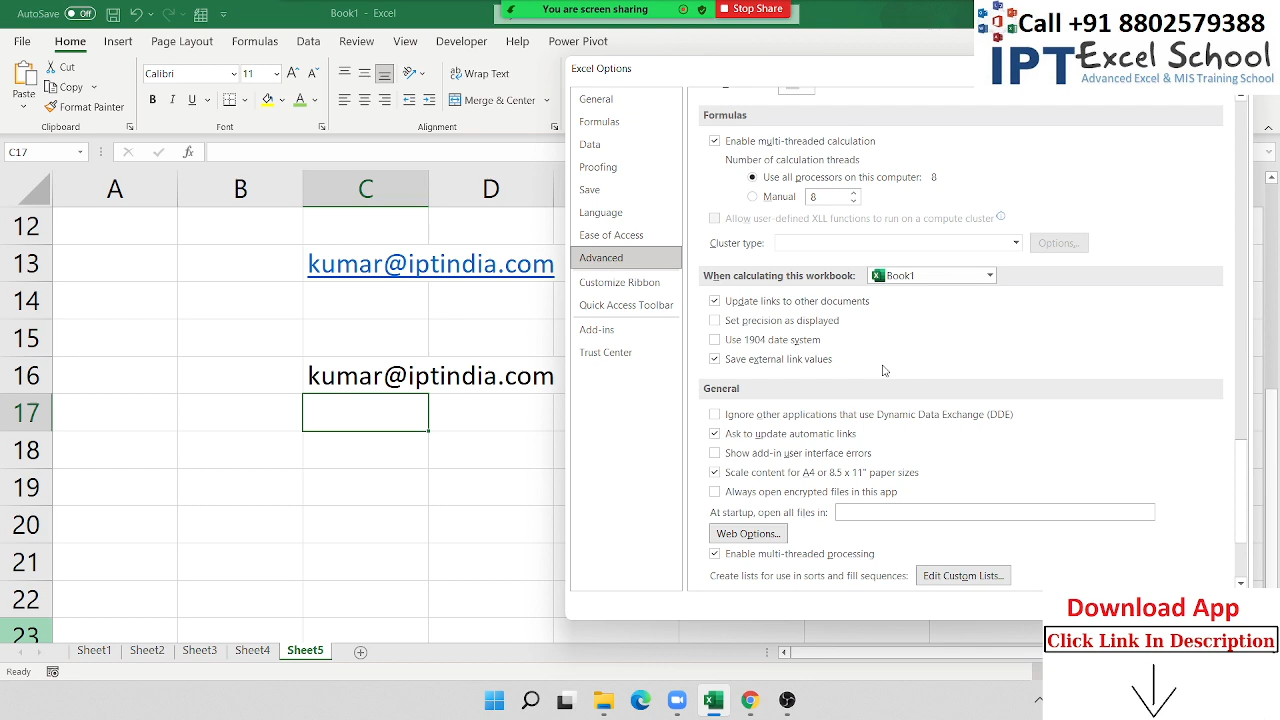 AutoSave Off
Book1 - Excel
You are screen sharing
Stop Share
Call +91 8802579388
IPT Excel School
Advanced Excel & MIS Training School
File Home Insert Page Layout Formulas Data Review View Developer Help Power Pivot
Paste
Cut
Copy
Format Painter
Clipboard
Calibri 11
B I U
Font
Wrap Text
Merge & Center
Alignment
C17
fx
A B C D
12
13 kumar@iptindia.com
14
15
16 kumar@iptindia.com
17
18
19
20
21
22
23
Sheet1 Sheet2 Sheet3 Sheet4 Sheet5
Ready
Excel Options
General
Formulas
Data
Proofing
Save
Language
Ease of Access
Advanced
Customize Ribbon
Quick Access Toolbar
Add-ins
Trust Center
Formulas
Enable multi-threaded calculation
Number of calculation threads
Use all processors on this computer: 8
Manual 8
Allow user-defined XLL functions to run on a compute cluster
Cluster type: Options...
When calculating this workbook: Book1
Update links to other documents
Set precision as displayed
Use 1904 date system
Save external link values
General
Ignore other applications that use Dynamic Data Exchange (DDE)
Ask to update automatic links
Show add-in user interface errors
Scale content for A4 or 8.5 x 11" paper sizes
Always open encrypted files in this app
At startup, open all files in:
Web Options...
Enable multi-threaded processing
Create lists for use in sorts and fill sequences: Edit Custom Lists...
Download App
Click Link In Description